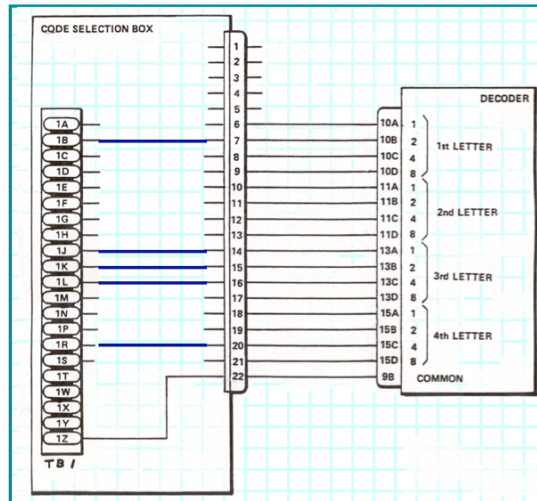 CODE SELECTION BOX
1A
1B
1C
1D
1E
1F
1G
1H
1J
1K
1L
1M
1N
1P
1R
1S
1T
1W
1X
1Y
1Z
TB1
1
2
3
4
5
6
7
8
9
10
11
12
13
14
15
16
17
18
19
20
21
22
DECODER
10A 1
10B 2
10C 4
10D 8
1st LETTER
11A 1
11B 2
11C 4
11D 8
2nd LETTER
13A 1
13B 2
13C 4
13D 8
3rd LETTER
15A 1
15B 2
15C 4
15D 8
4th LETTER
9B COMMON